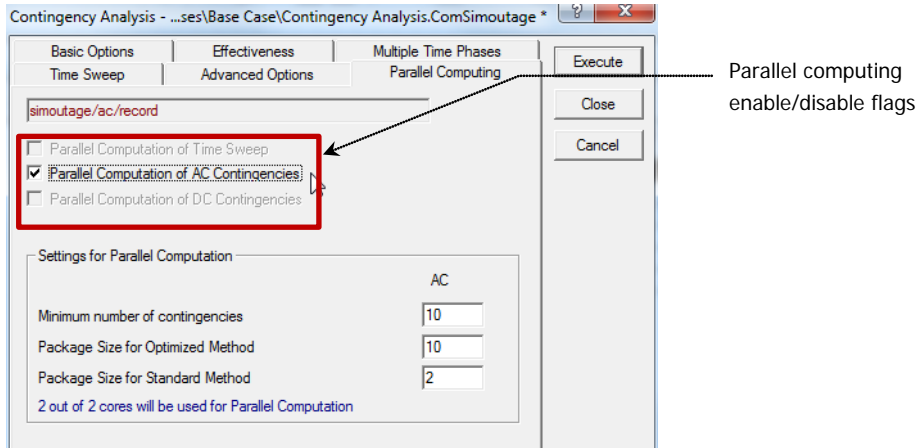 Contingency Analysis - ...ses\Base Case\Contingency Analysis.ComSimoutage *
Basic Options Effectiveness Multiple Time Phases
Time Sweep Advanced Options Parallel Computing
Execute
Close
Cancel
simoutage/ac/record
Parallel Computation of Time Sweep
Parallel Computation of AC Contingencies
Parallel Computation of DC Contingencies
Settings for Parallel Computation
AC
Minimum number of contingencies 10
Package Size for Optimized Method 10
Package Size for Standard Method 2
2 out of 2 cores will be used for Parallel Computation
Parallel computing
enable/disable flags